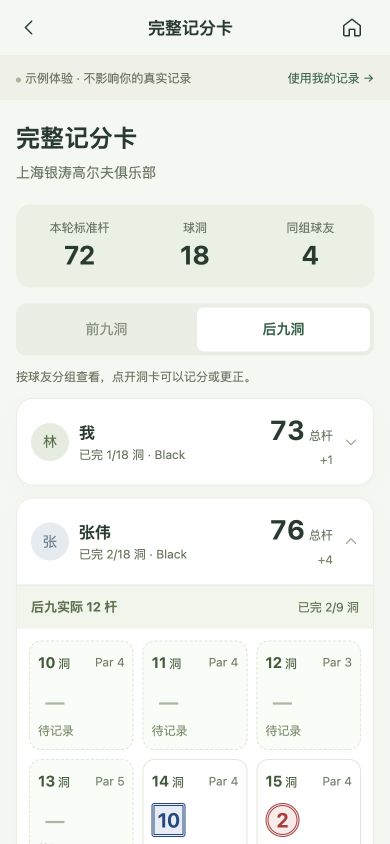 完整记分卡
示例体验 · 不影响你的真实记录 使用我的记录 →
完整记分卡
上海银涛高尔夫俱乐部
本轮标准杆 球洞 同组球友
72 18 4
前九洞 后九洞
按球友分组查看，点开洞卡可以记分或更正。
林 我 73 总杆
已完 1/18 洞 · Black +1
张 张伟 76 总杆
已完 2/18 洞 · Black +4
后九实际 12 杆 已完 2/9 洞
10 洞 Par 4 11 洞 Par 4 12 洞 Par 3
— — —
待记录 待记录 待记录
13 洞 Par 5 14 洞 Par 4 15 洞 Par 4
— 10 2